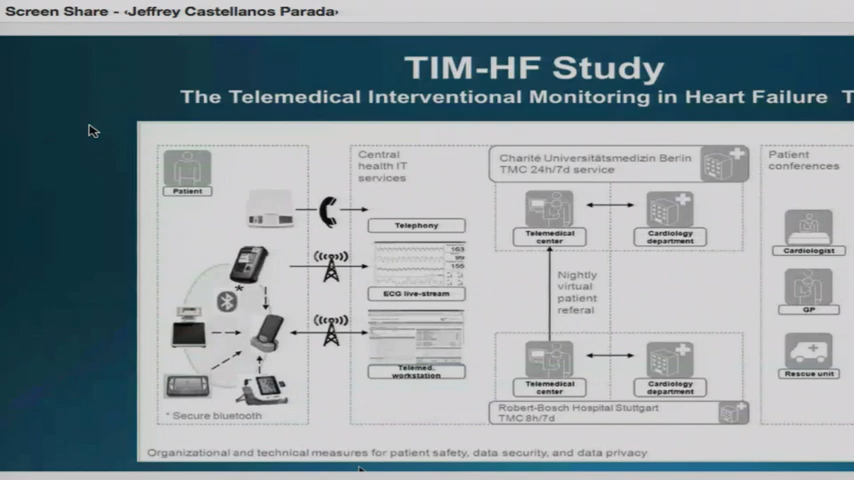 Screen Share - ‹Jeffrey Castellanos Parada›
TIM-HF Study
The Telemedical Interventional Monitoring in Heart Failure T
Patient
Central
health IT
services
Telephony
163
99
155
ECG live-stream
Telemed.
workstation
* Secure bluetooth
*
Charité Universitätsmedizin Berlin
TMC 24h/7d service
Telemedical
center
Cardiology
department
Nightly
virtual
patient
referal
Telemedical
center
Cardiology
department
Robert-Bosch Hospital Stuttgart
TMC 8h/7d
Patient
conferences
Cardiologist
GP
Rescue unit
Organizational and technical measures for patient safety, data security, and data privacy